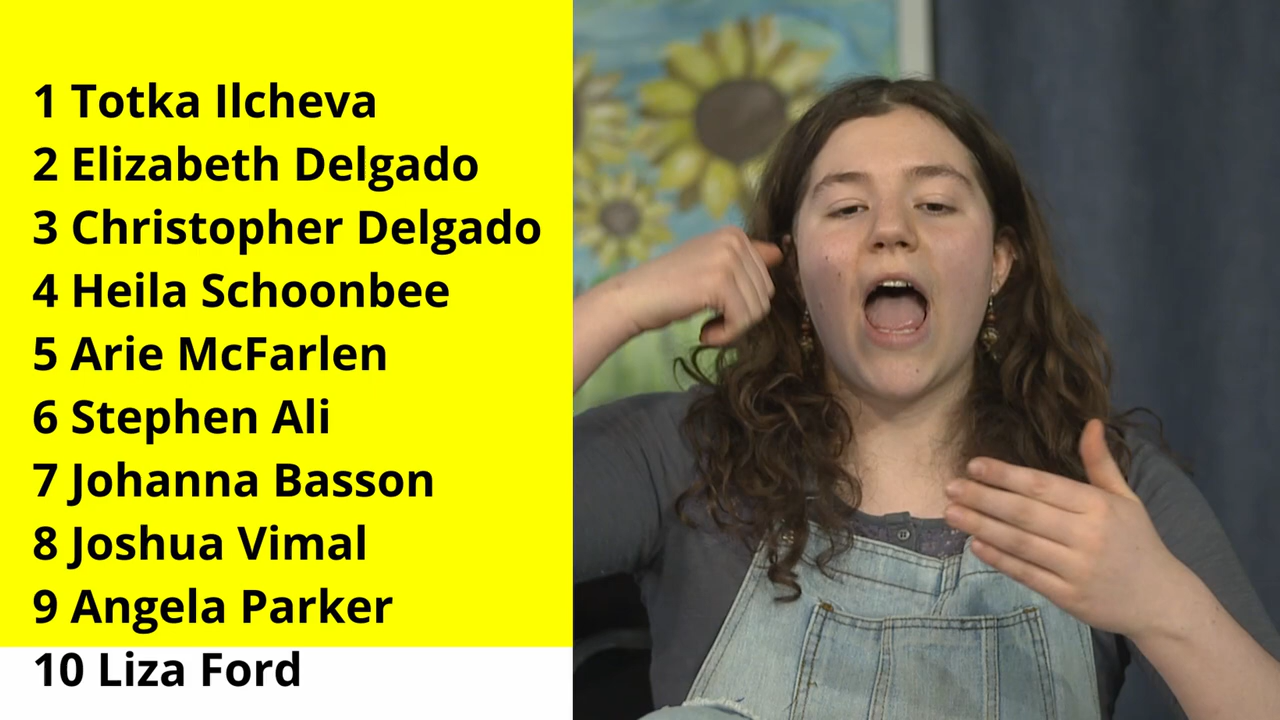 1 Totka Ilcheva
2 Elizabeth Delgado
3 Christopher Delgado
4 Heila Schoonbee
5 Arie McFarlen
6 Stephen Ali
7 Johanna Basson
8 Joshua Vimal
9 Angela Parker
10 Liza Ford